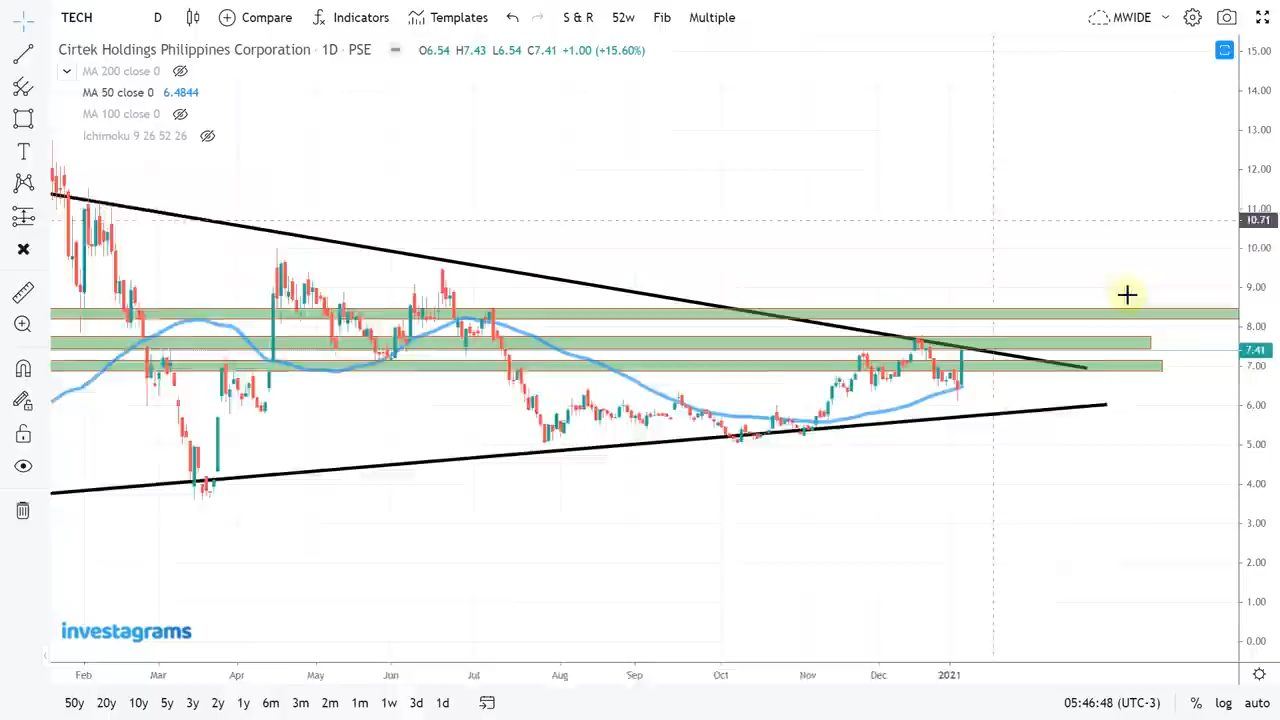 TECH D Compare Indicators Templates S & R 52w Fib Multiple MWIDE
Cirtek Holdings Philippines Corporation · 1D · PSE O6.54 H7.43 L6.54 C7.41 +1.00 (+15.60%)
MA 200 close 0
MA 50 close 0 6.4844
MA 100 close 0
Ichimoku 9 26 52 26
15.00
14.00
13.00
12.00
11.00
10.71
10.00
9.00
8.00
7.41
7.00
6.00
5.00
4.00
3.00
2.00
1.00
0.00
investagrams
Feb Mar Apr May Jun Jul Aug Sep Oct Nov Dec 2021
50y 20y 10y 5y 3y 2y 1y 6m 3m 2m 1m 1w 3d 1d 05:46:48 (UTC-3) % log auto